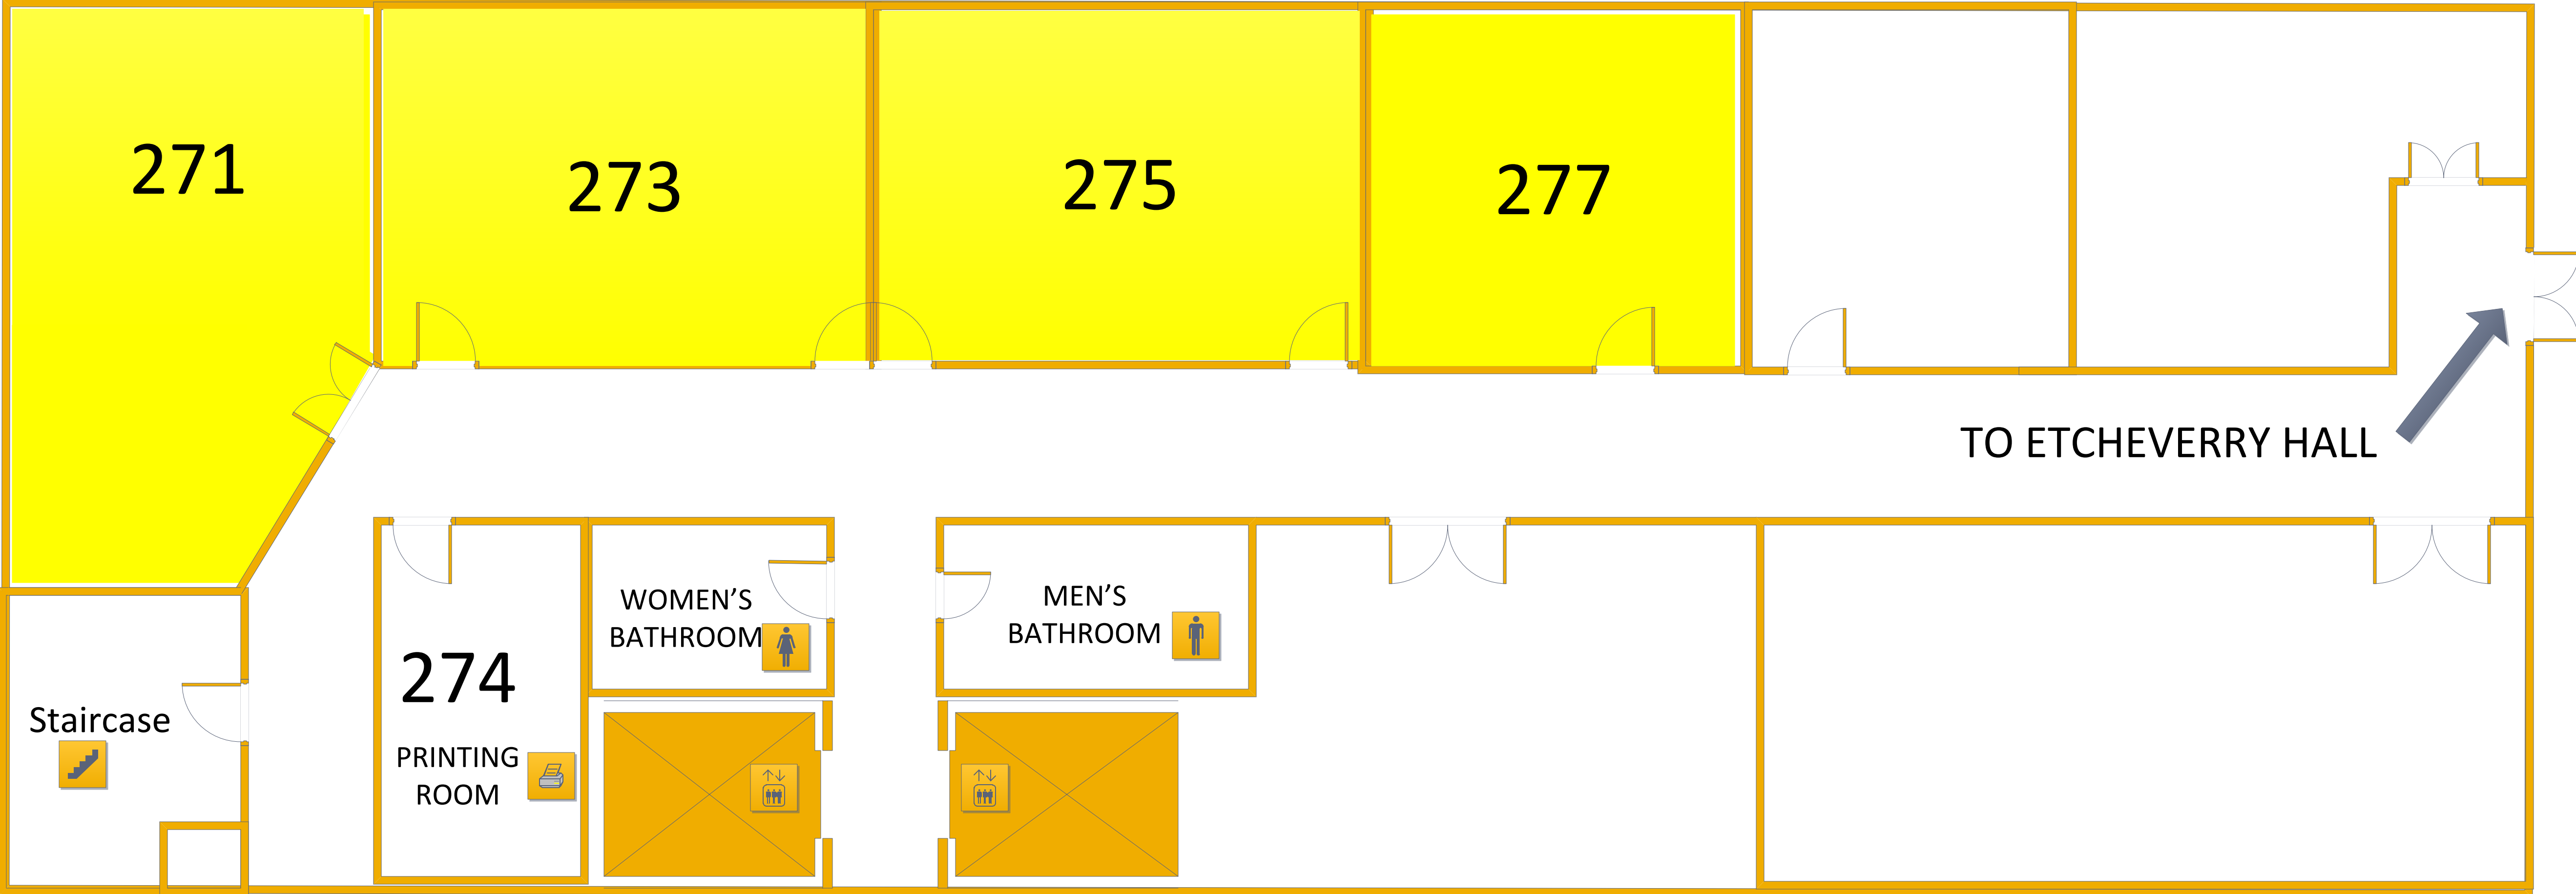 271
273
275
277
TO ETCHEVERRY HALL
WOMEN'S
BATHROOM
MEN'S
BATHROOM
274
PRINTING
ROOM
Staircase